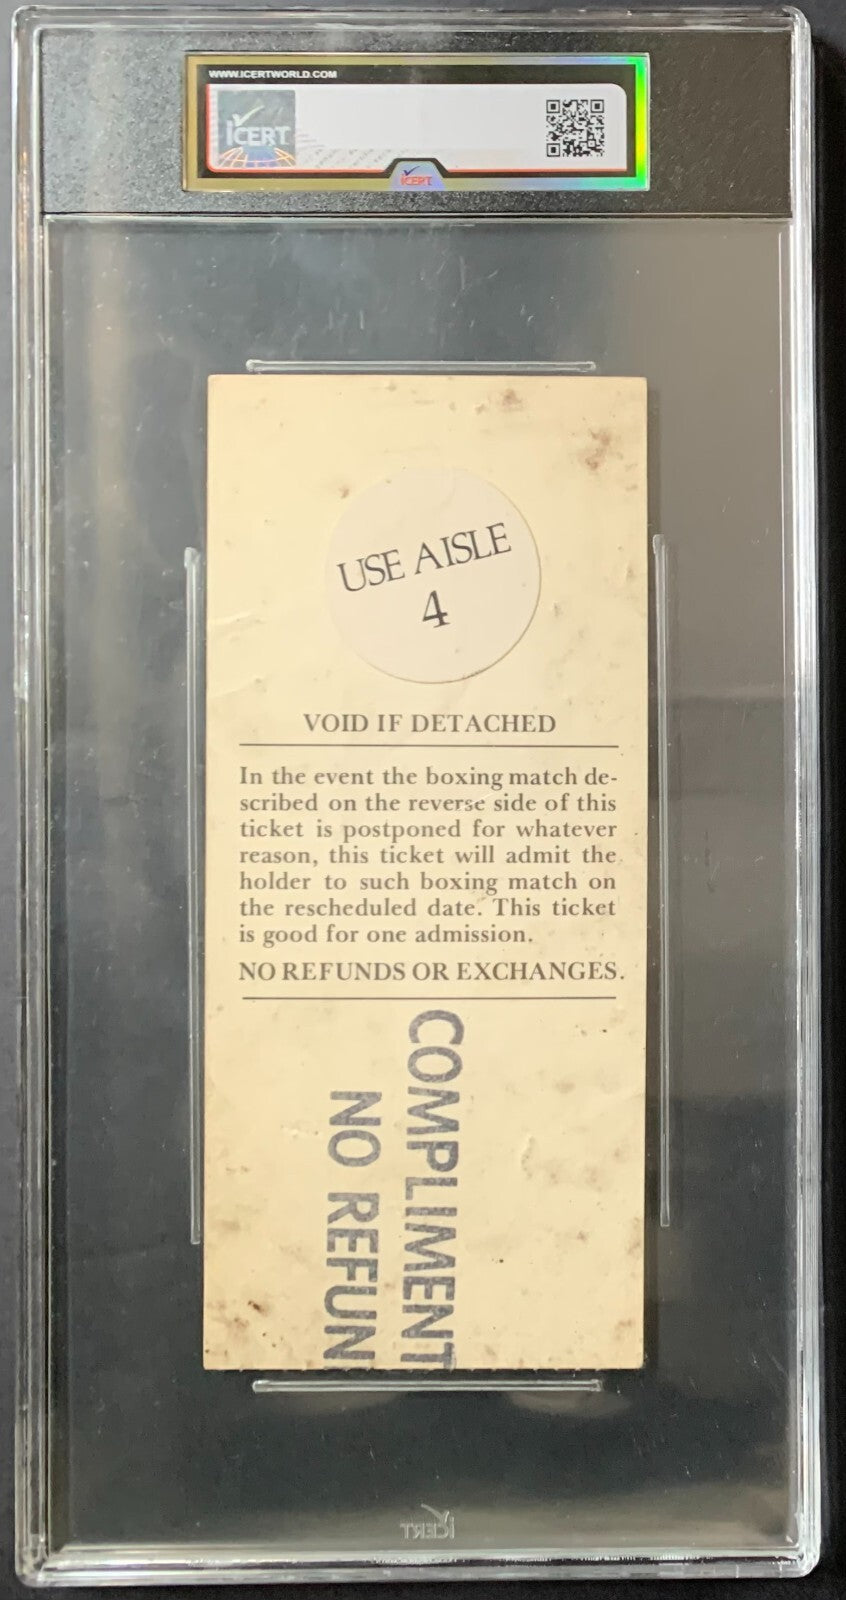 WWW.ICERTWORLD.COM
ICERT
ICERT
USE AISLE
4
VOID IF DETACHED
In the event the boxing match de-
scribed on the reverse side of this
ticket is postponed for whatever
reason, this ticket will admit the
holder to such boxing match on
the rescheduled date. This ticket
is good for one admission.
NO REFUNDS OR EXCHANGES.
COMPLIMENT
NO REFUN
ICERT